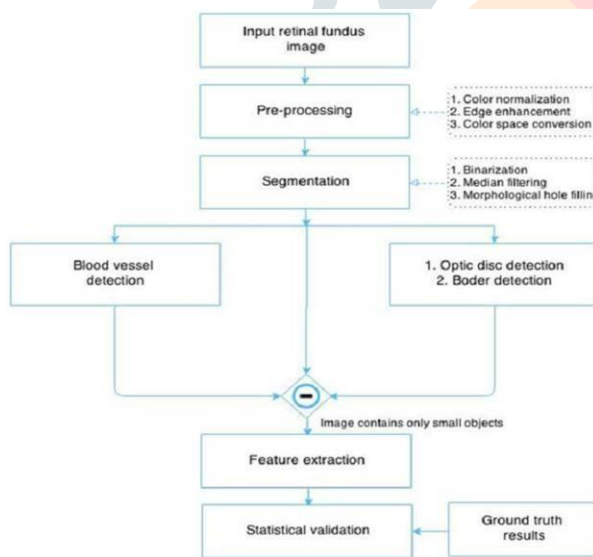 Input retinal fundus
image
Pre-processing
1. Color normalization
2. Edge enhancement
3. Color space conversion
Segmentation
1. Binarization
2. Median filtering
3. Morphological hole fillin
Blood vessel
detection
1. Optic disc detection
2. Boder detection
Image contains only small objects
Feature extraction
Statistical validation
Ground truth
results